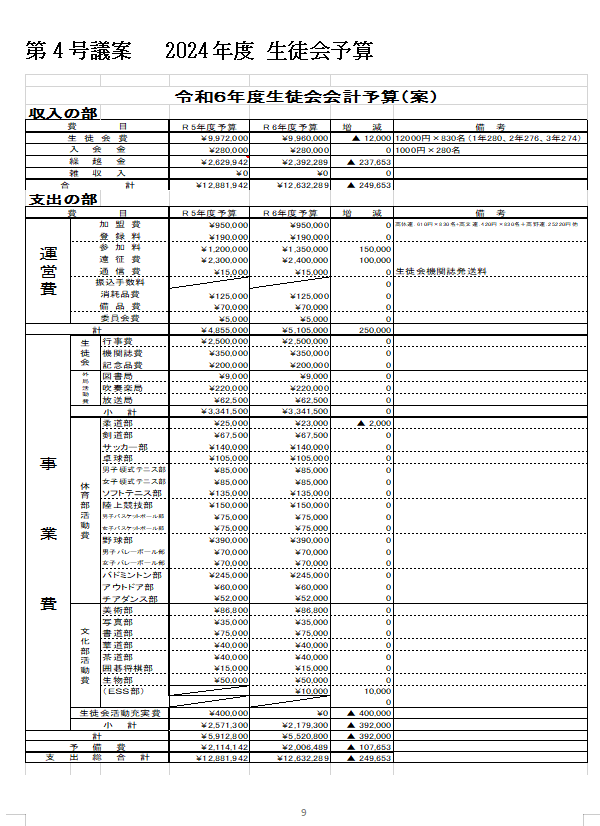 第4号議案　2024年度 生徒会予算
令和6年度生徒会会計予算(案)
収入の部
費　目　R5年度予算　R6年度予算　増　減　備　考
生徒会費　¥9,972,000　¥9,960,000　▲ 12,000　12000円×830名(1年280、2年276、3年274)
入会金　¥280,000　¥280,000　0　1000円×280名
繰越金　¥2,629,942　¥2,392,289　▲ 237,653
雑収入　¥0　¥0　0
合　計　¥12,881,942　¥12,632,289　▲ 249,653
支出の部
費　目　R5年度予算　R6年度予算　増　減　備　考
運営費
加盟費　¥950,000　¥950,000　0
登録料　¥190,000　¥190,000　0
参加料　¥1,200,000　¥1,350,000　150,000
遠征費　¥2,300,000　¥2,400,000　100,000
通信費　¥15,000　¥15,000　0　生徒会機関誌発送料
振込手数料　0
消耗品費　¥125,000　¥125,000　0
備品費　¥70,000　¥70,000　0
委員会費　¥5,000　¥5,000　0
計　¥4,855,000　¥5,105,000　250,000
事業費
生徒会
行事費　¥2,500,000　¥2,500,000　0
機関誌費　¥350,000　¥350,000　0
記念品費　¥200,000　¥200,000　0
外局活動費
図書局　¥9,000　¥9,000　0
吹奏楽局　¥220,000　¥220,000　0
放送局　¥62,500　¥62,500　0
小　計　¥3,341,500　¥3,341,500　0
体育部活動費
柔道部　¥25,000　¥23,000　▲ 2,000
剣道部　¥67,500　¥67,500　0
サッカー部　¥140,000　¥140,000　0
卓球部　¥105,000　¥105,000　0
男子硬式テニス部　¥85,000　¥85,000　0
女子硬式テニス部　¥85,000　¥85,000　0
ソフトテニス部　¥135,000　¥135,000　0
陸上競技部　¥150,000　¥150,000　0
男子バスケットボール部　¥75,000　¥75,000　0
女子バスケットボール部　¥75,000　¥75,000　0
野球部　¥390,000　¥390,000　0
男子バレーボール部　¥70,000　¥70,000　0
女子バレーボール部　¥70,000　¥70,000　0
バドミントン部　¥245,000　¥245,000　0
アウトドア部　¥60,000　¥60,000　0
チアダンス部　¥52,000　¥52,000　0
文化部活動費
美術部　¥86,800　¥86,800　0
写真部　¥35,000　¥35,000　0
書道部　¥75,000　¥75,000　0
華道部　¥40,000　¥40,000　0
茶道部　¥40,000　¥40,000　0
囲碁将棋部　¥15,000　¥15,000　0
生物部　¥50,000　¥50,000　0
(ESS部)　¥10,000　10,000
0
生徒会活動充実費　¥400,000　¥0　▲ 400,000
小　計　¥2,571,300　¥2,179,300　▲ 392,000
計　¥5,912,800　¥5,520,800　▲ 392,000
予備費　¥2,114,142　¥2,006,489　▲ 107,653
支出総合計　¥12,881,942　¥12,632,289　▲ 249,653
9